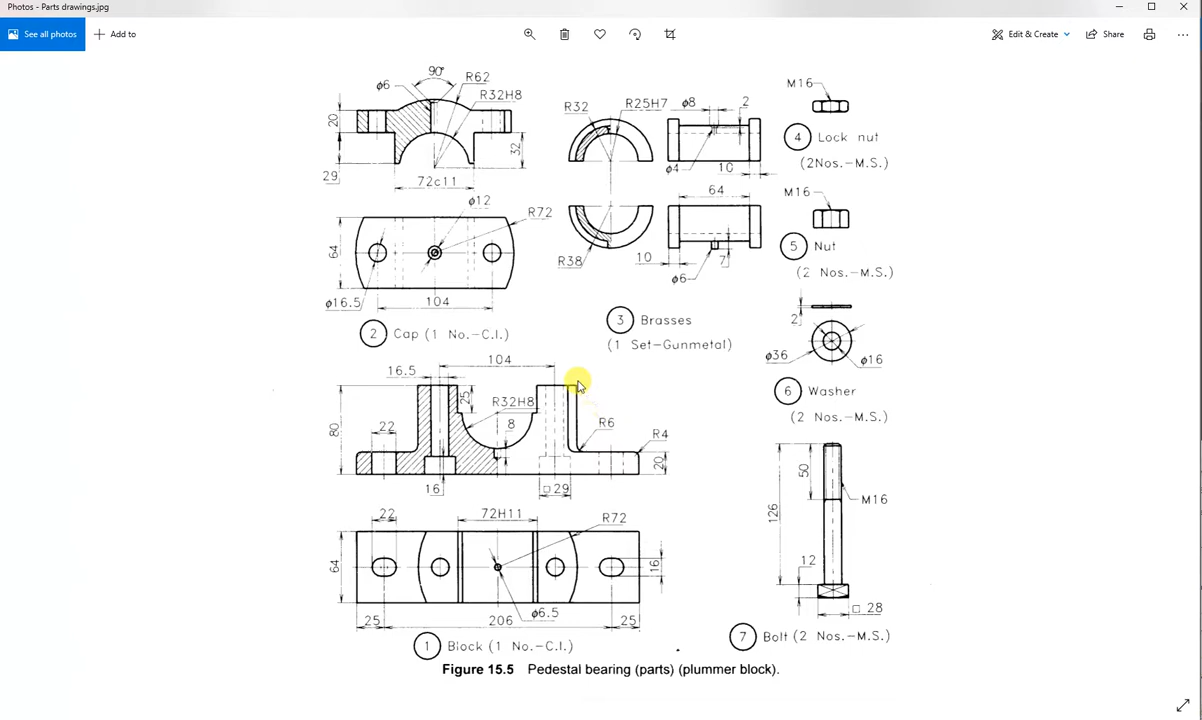 Photos - Parts drawings.jpg
See all photos
Add to
Edit & Create
Share
90°
ϕ6
R62
R32H8
20
29
32
72c11
ϕ12
R72
64
ϕ16.5
104
2 Cap (1 No.-C.I.)
R32
R25H7
ϕ8
2
ϕ4
10
64
R38
10
7
ϕ6
3 Brasses
(1 Set-Gunmetal)
M16
4 Lock nut
(2Nos.-M.S.)
M16
5 Nut
(2 Nos.-M.S.)
2
ϕ36
ϕ16
6 Washer
(2 Nos.-M.S.)
104
16.5
25
R32H8
8
80
22
R6
R4
20
16
□ 29
22
72H11
R72
64
16
ϕ6.5
25
206
25
1 Block (1 No.-C.I.)
50
M16
126
12
□ 28
7 Bolt (2 Nos.-M.S.)
Figure 15.5 Pedestal bearing (parts) (plummer block).